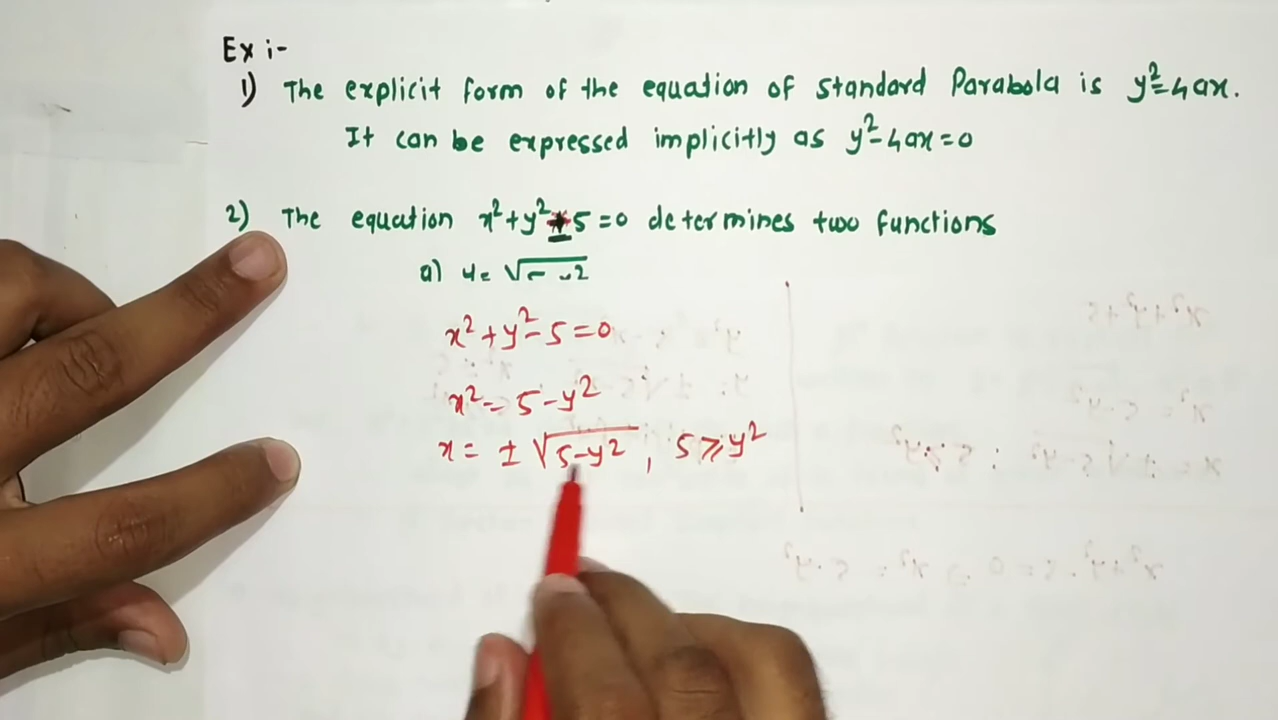 Ex :-
1) The explicit form of the equation of standard Parabola is y²=4ax.
It can be expressed implicitly as y²-4ax=0
2) The equation x²+y²-5=0 determines two functions
a)
x²+y²-5=0
x²=5-y²
x= ±√5-y² , 5⩾y²